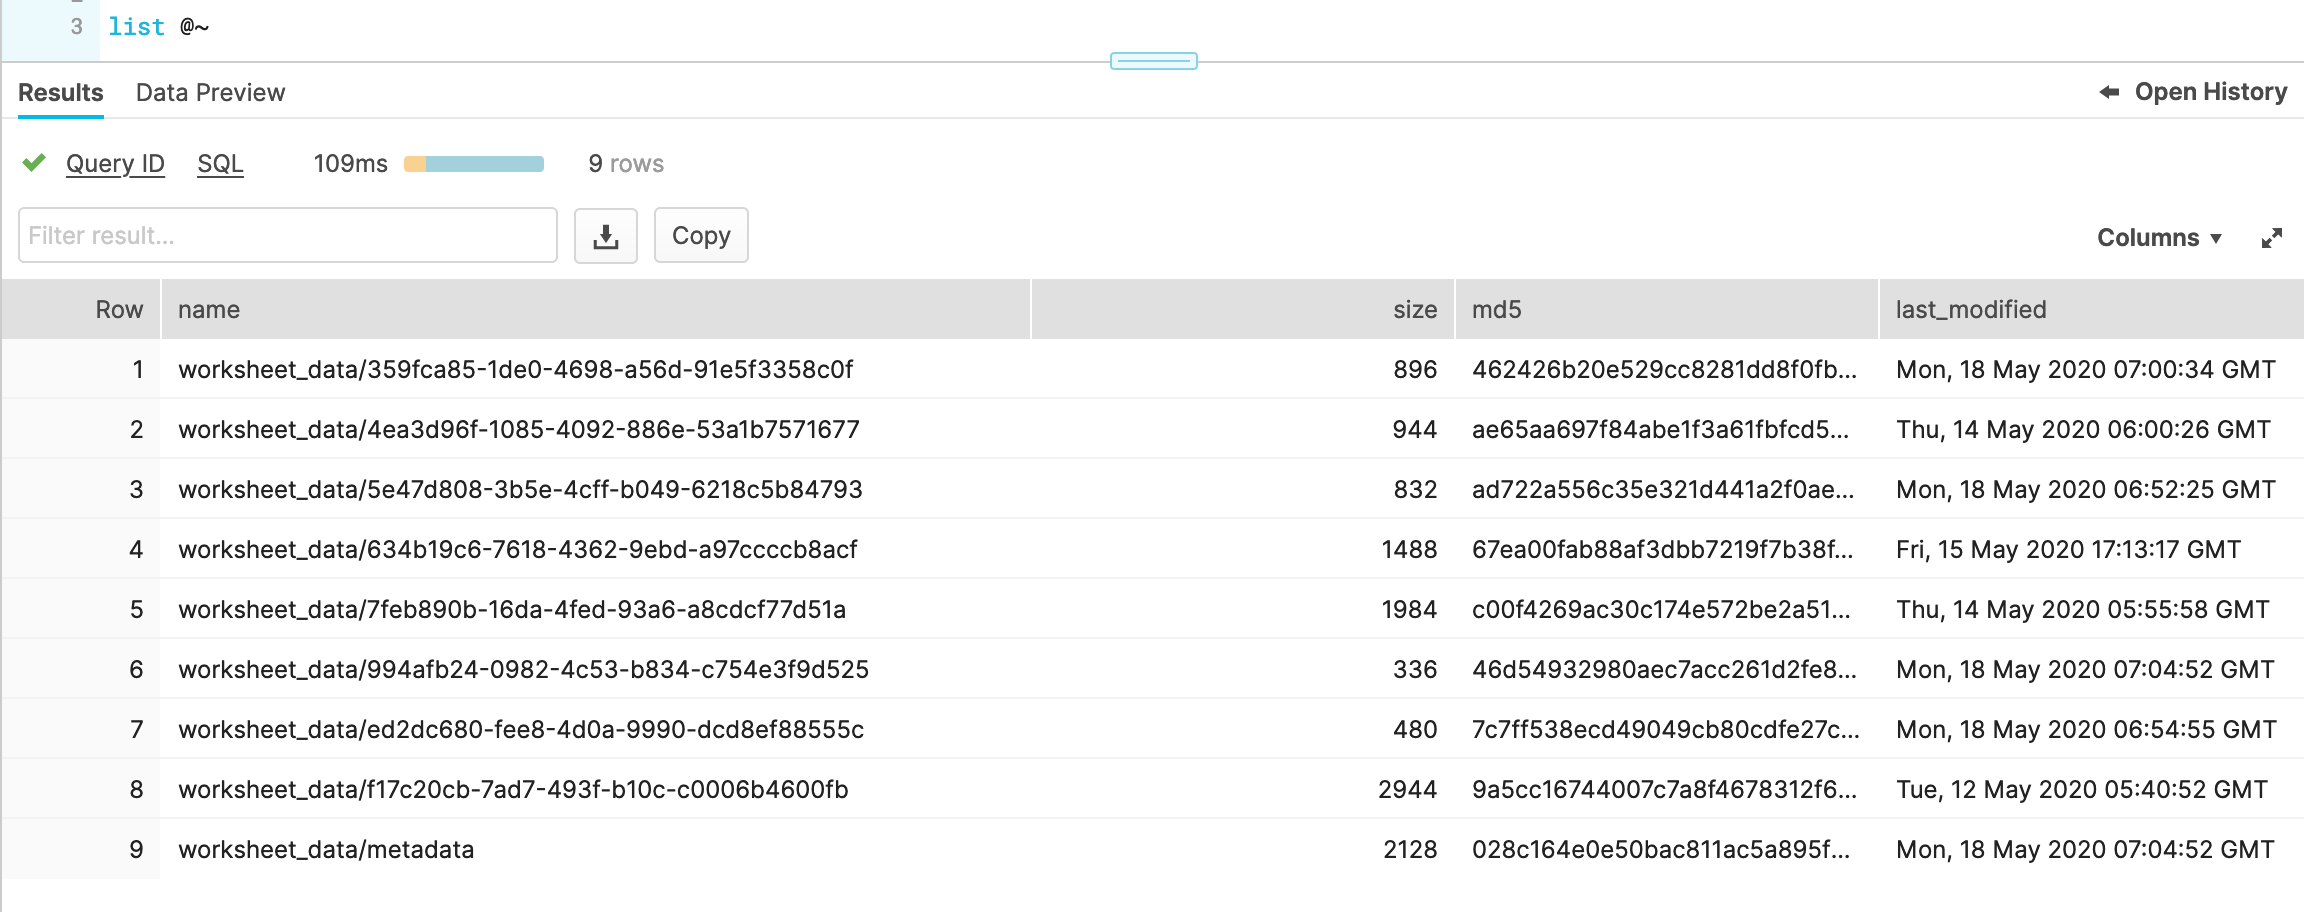 3 list @~
Results Data Preview Open History
Query ID SQL 109ms 9 rows
Filter result... Copy Columns
Row name size md5 last_modified
1 worksheet_data/359fca85-1de0-4698-a56d-91e5f3358c0f 896 462426b20e529cc8281dd8f0fb... Mon, 18 May 2020 07:00:34 GMT
2 worksheet_data/4ea3d96f-1085-4092-886e-53a1b7571677 944 ae65aa697f84abe1f3a61fbfcd5... Thu, 14 May 2020 06:00:26 GMT
3 worksheet_data/5e47d808-3b5e-4cff-b049-6218c5b84793 832 ad722a556c35e321d441a2f0ae... Mon, 18 May 2020 06:52:25 GMT
4 worksheet_data/634b19c6-7618-4362-9ebd-a97ccccb8acf 1488 67ea00fab88af3dbb7219f7b38f... Fri, 15 May 2020 17:13:17 GMT
5 worksheet_data/7feb890b-16da-4fed-93a6-a8cdcf77d51a 1984 c00f4269ac30c174e572be2a51... Thu, 14 May 2020 05:55:58 GMT
6 worksheet_data/994afb24-0982-4c53-b834-c754e3f9d525 336 46d54932980aec7acc261d2fe8... Mon, 18 May 2020 07:04:52 GMT
7 worksheet_data/ed2dc680-fee8-4d0a-9990-dcd8ef88555c 480 7c7ff538ecd49049cb80cdfe27c... Mon, 18 May 2020 06:54:55 GMT
8 worksheet_data/f17c20cb-7ad7-493f-b10c-c0006b4600fb 2944 9a5cc16744007c7a8f4678312f6... Tue, 12 May 2020 05:40:52 GMT
9 worksheet_data/metadata 2128 028c164e0e50bac811ac5a895f... Mon, 18 May 2020 07:04:52 GMT